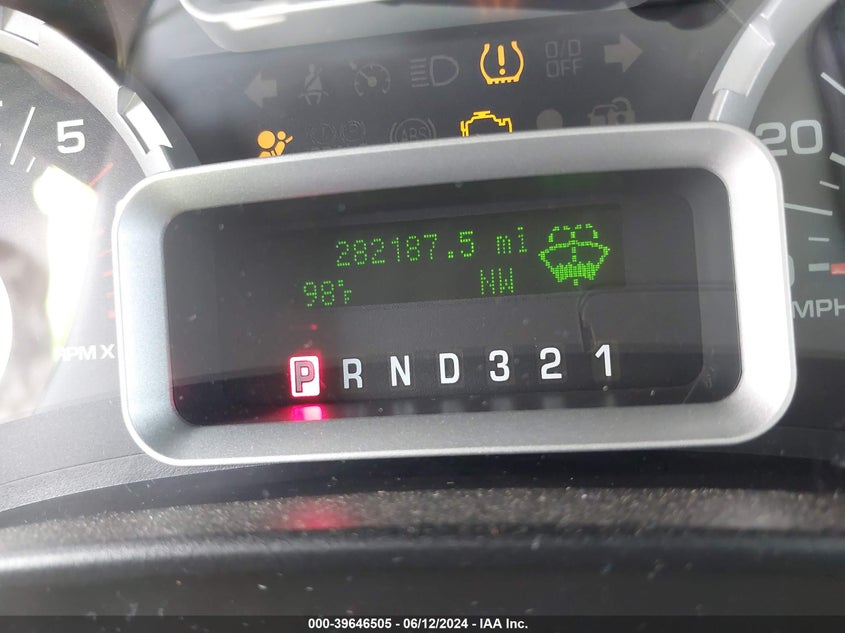 O/D
OFF
ABS
5
20
282187.5 mi
98°F
NW
MPH
RPM X
P R N D 3 2 1
000-39646505 - 06/12/2024 - IAA Inc.